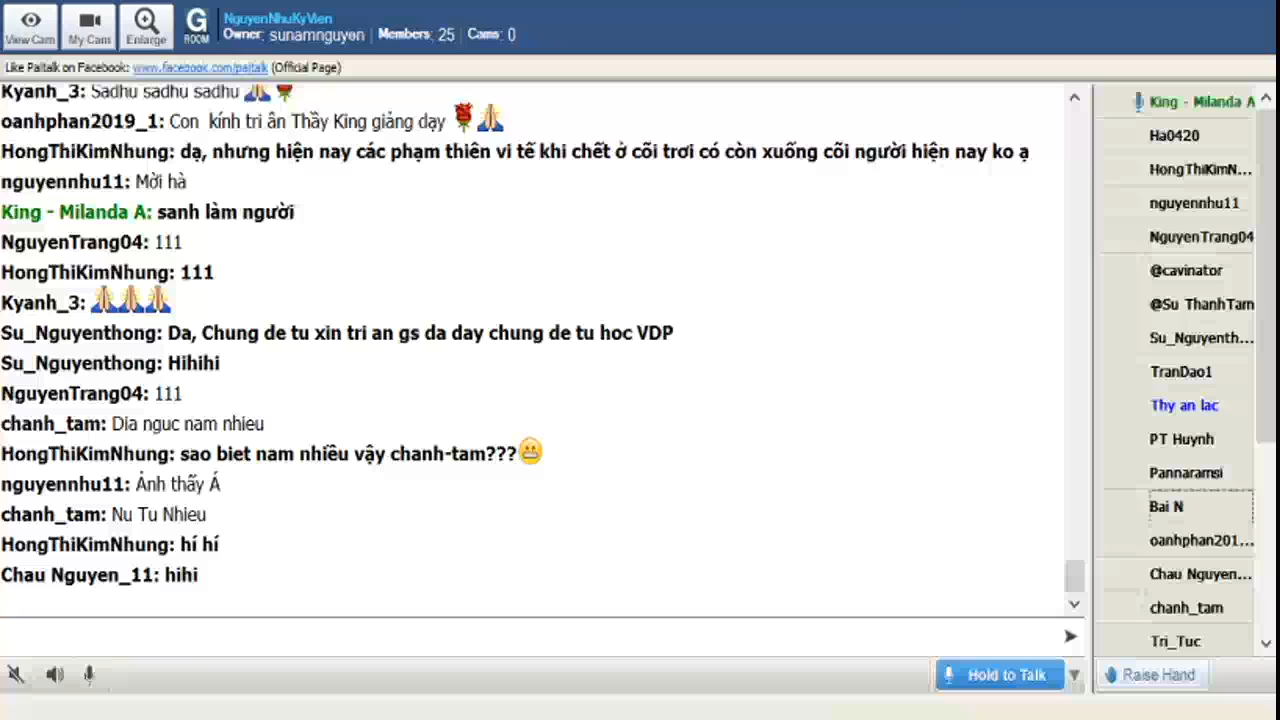 NguyenNhuKyVien
View Cam My Cam Enlarge G ROOM Owner: sunamnguyen | Members: 25 | Cams: 0
Like Paltalk on Facebook: www.facebook.com/paltalk (Official Page)
Kyanh_3: Sadhu sadhu sadhu 🙏🌹
oanhphan2019_1: Con kính tri ân Thầy King giảng dạy 🌹🙏
HongThiKimNhung: dạ, nhưng hiện nay các phạm thiên vi tế khi chết ở cõi trơi có còn xuống cõi người hiện nay ko ạ
nguyennhu11: Mời hà
King - Milanda A: sanh làm người
NguyenTrang04: 111
HongThiKimNhung: 111
Kyanh_3: 🙏🙏🙏
Su_Nguyenthong: Da, Chung de tu xin tri an gs da day chung de tu hoc VDP
Su_Nguyenthong: Hihihi
NguyenTrang04: 111
chanh_tam: Dia nguc nam nhieu
HongThiKimNhung: sao biet nam nhiều vậy chanh-tam???😬
nguyennhu11: Ảnh thấy Á
chanh_tam: Nu Tu Nhieu
HongThiKimNhung: hí hí
Chau Nguyen_11: hihi
Hold to Talk
King - Milanda A
Ha0420
HongThiKimN...
nguyennhu11
NguyenTrang04
@cavinator
@Su ThanhTam
Su_Nguyenth...
TranDao1
Thy an lac
PT Huynh
Pannaramsi
Bai N
oanhphan201...
Chau Nguyen...
chanh_tam
Tri_Tuc
Raise Hand